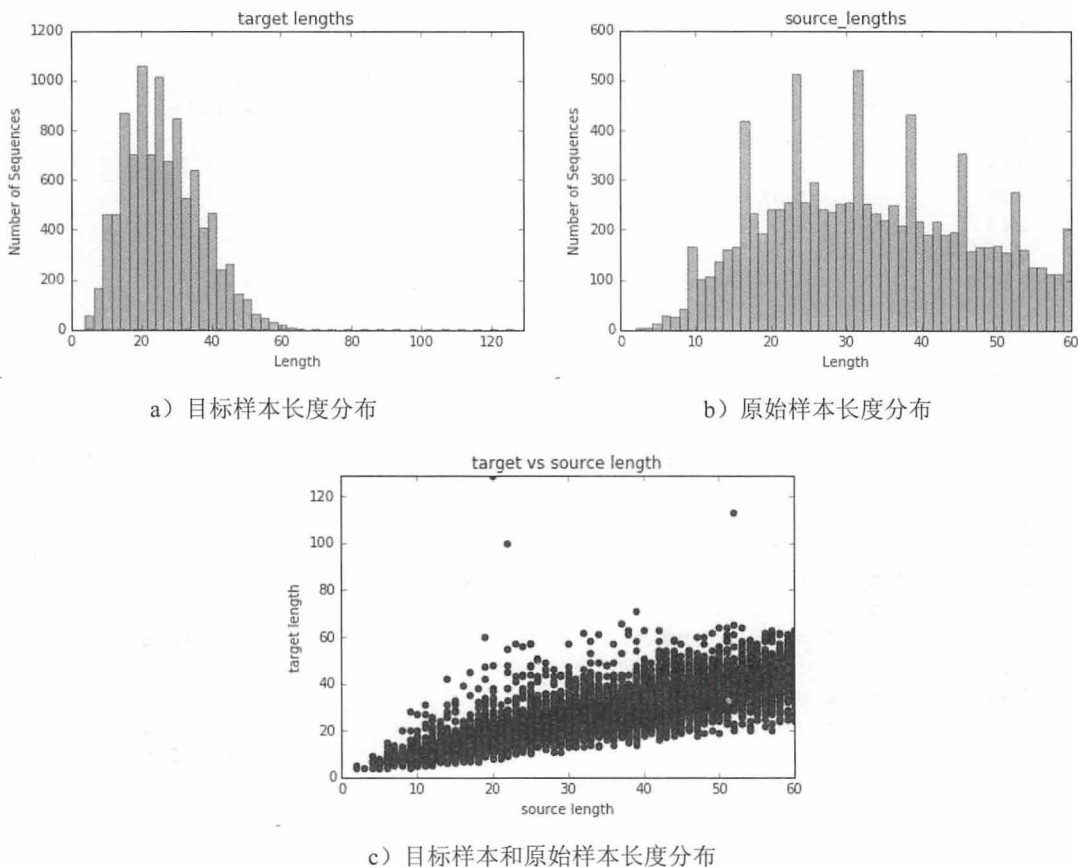 target lengths
1200
1000
800
600
400
200
0
Number of Sequences
0 20 40 60 80 100 120
Length
a）目标样本长度分布
source_lengths
600
500
400
300
200
100
0
Number of Sequences
0 10 20 30 40 50 60
Length
b）原始样本长度分布
target vs source length
120
100
80
60
40
20
0
target length
0 10 20 30 40 50 60
source length
c）目标样本和原始样本长度分布